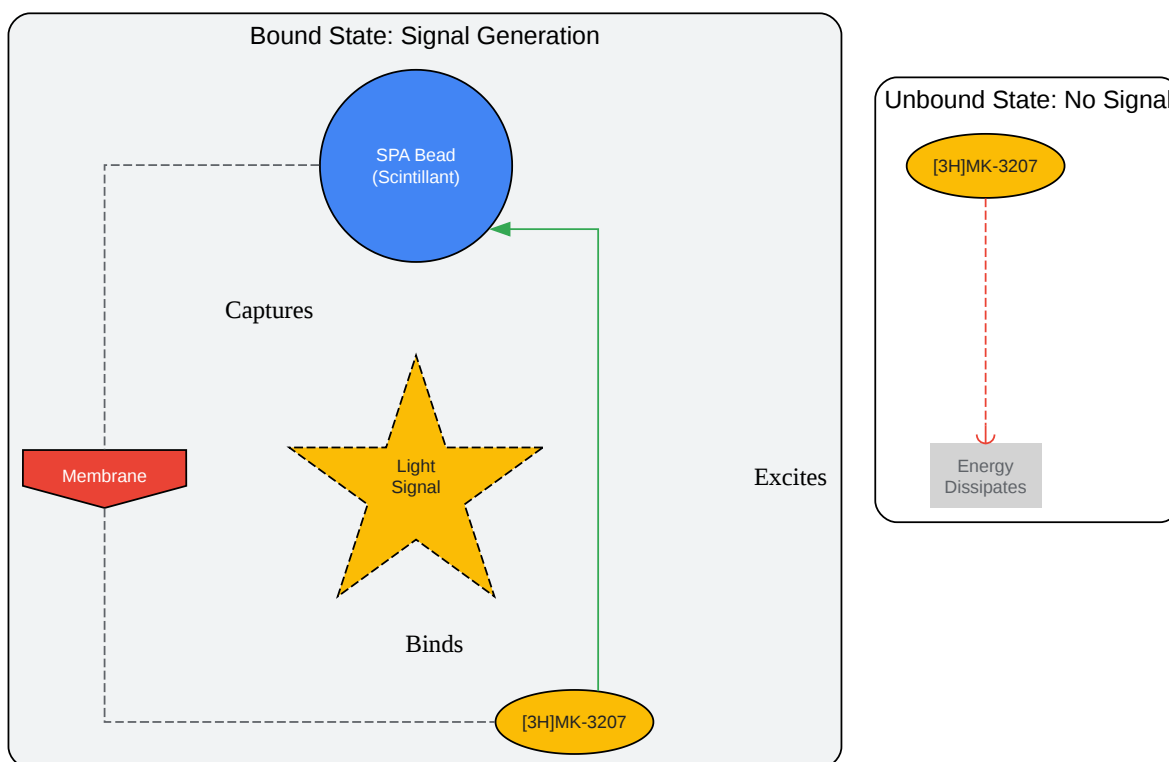 Bound State: Signal Generation
SPA Bead
(Scintillant)
Captures
Membrane
Light
Signal
Excites
Binds
[3H]MK-3207
Unbound State: No Signal
[3H]MK-3207
Energy
Dissipates